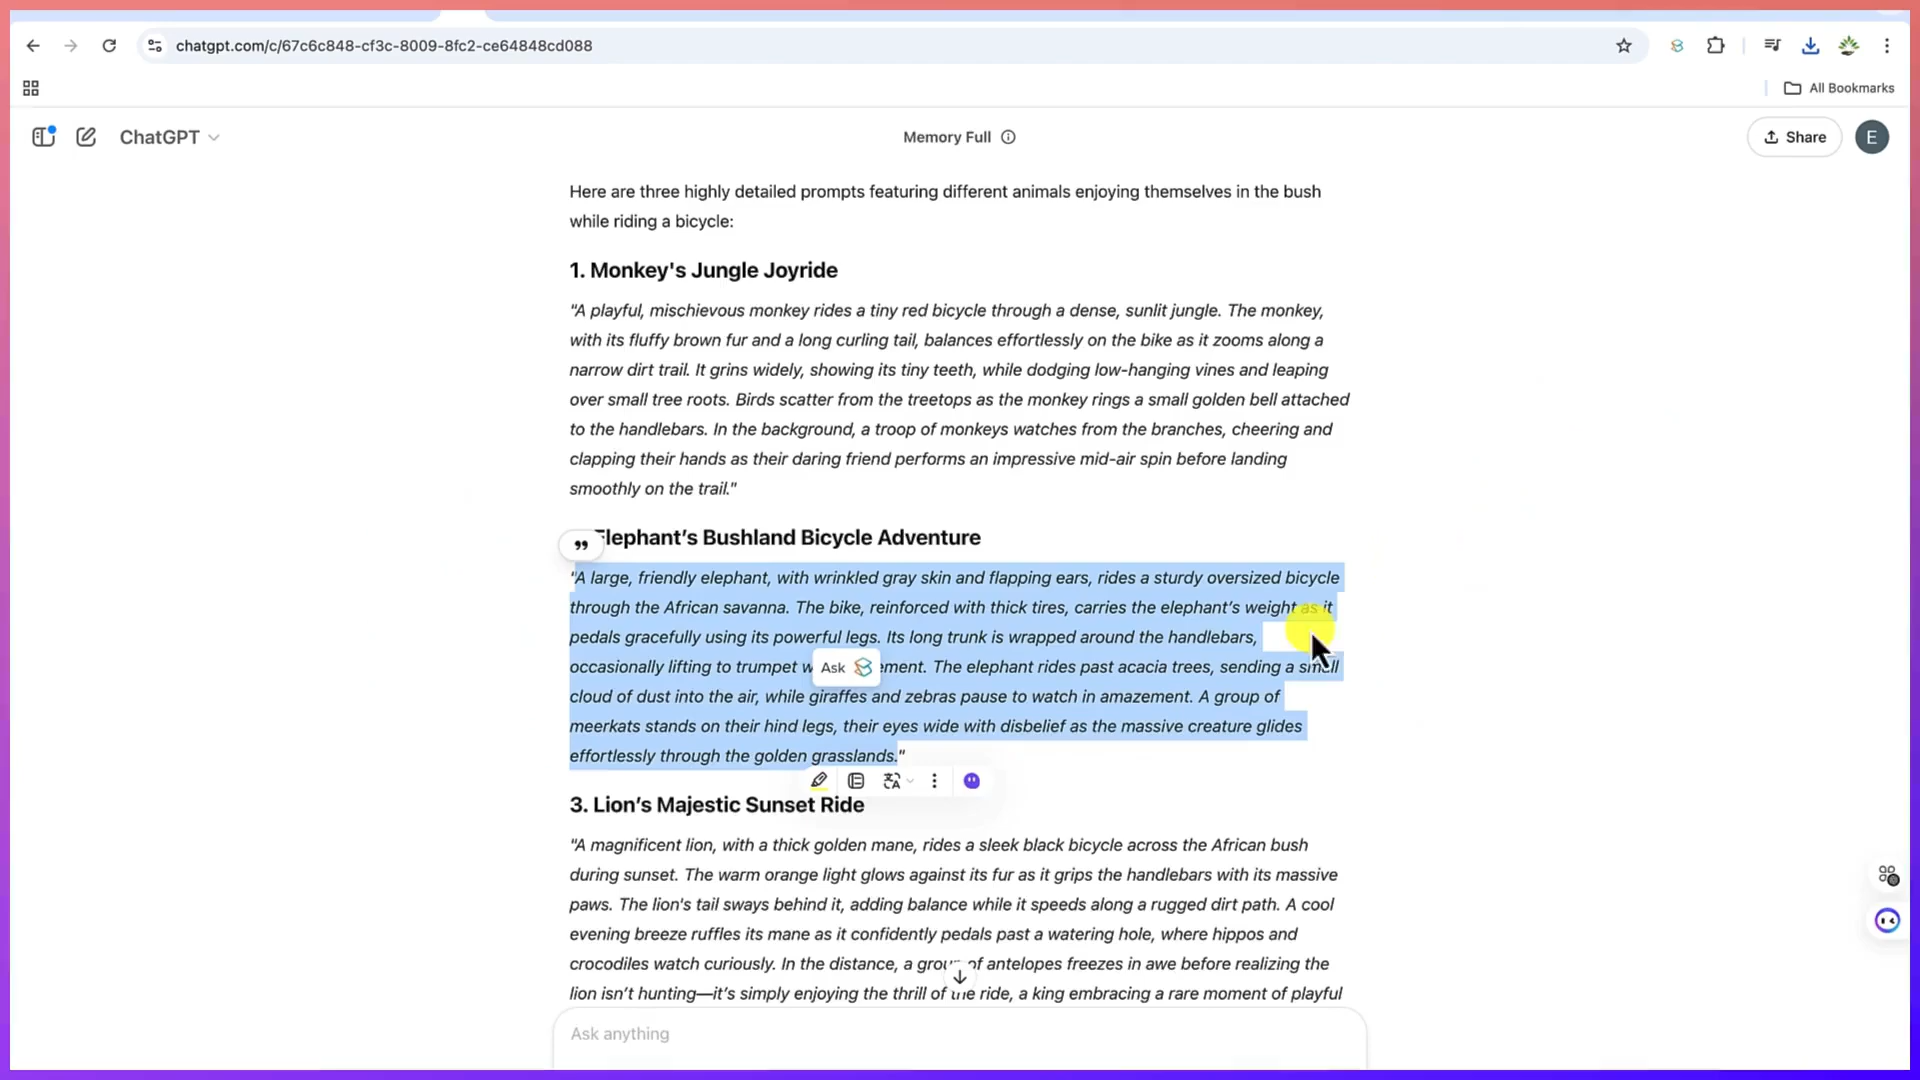 chatgpt.com/c/67c6c848-cf3c-8009-8fc2-ce64848cd088
All Bookmarks
ChatGPT
Memory Full
Share
E
Here are three highly detailed prompts featuring different animals enjoying themselves in the bush
while riding a bicycle:
1. Monkey's Jungle Joyride
"A playful, mischievous monkey rides a tiny red bicycle through a dense, sunlit jungle. The monkey,
with its fluffy brown fur and a long curling tail, balances effortlessly on the bike as it zooms along a
narrow dirt trail. It grins widely, showing its tiny teeth, while dodging low-hanging vines and leaping
over small tree roots. Birds scatter from the treetops as the monkey rings a small golden bell attached
to the handlebars. In the background, a troop of monkeys watches from the branches, cheering and
clapping their hands as their daring friend performs an impressive mid-air spin before landing
smoothly on the trail."
Elephant’s Bushland Bicycle Adventure
"A large, friendly elephant, with wrinkled gray skin and flapping ears, rides a sturdy oversized bicycle
through the African savanna. The bike, reinforced with thick tires, carries the elephant’s weight as it
pedals gracefully using its powerful legs. Its long trunk is wrapped around the handlebars,
occasionally lifting to trumpet w Ask ement. The elephant rides past acacia trees, sending a small
cloud of dust into the air, while giraffes and zebras pause to watch in amazement. A group of
meerkats stands on their hind legs, their eyes wide with disbelief as the massive creature glides
effortlessly through the golden grasslands."
3. Lion’s Majestic Sunset Ride
"A magnificent lion, with a thick golden mane, rides a sleek black bicycle across the African bush
during sunset. The warm orange light glows against its fur as it grips the handlebars with its massive
paws. The lion's tail sways behind it, adding balance while it speeds along a rugged dirt path. A cool
evening breeze ruffles its mane as it confidently pedals past a watering hole, where hippos and
crocodiles watch curiously. In the distance, a group of antelopes freezes in awe before realizing the
lion isn’t hunting—it’s simply enjoying the thrill of the ride, a king embracing a rare moment of playful
Ask anything